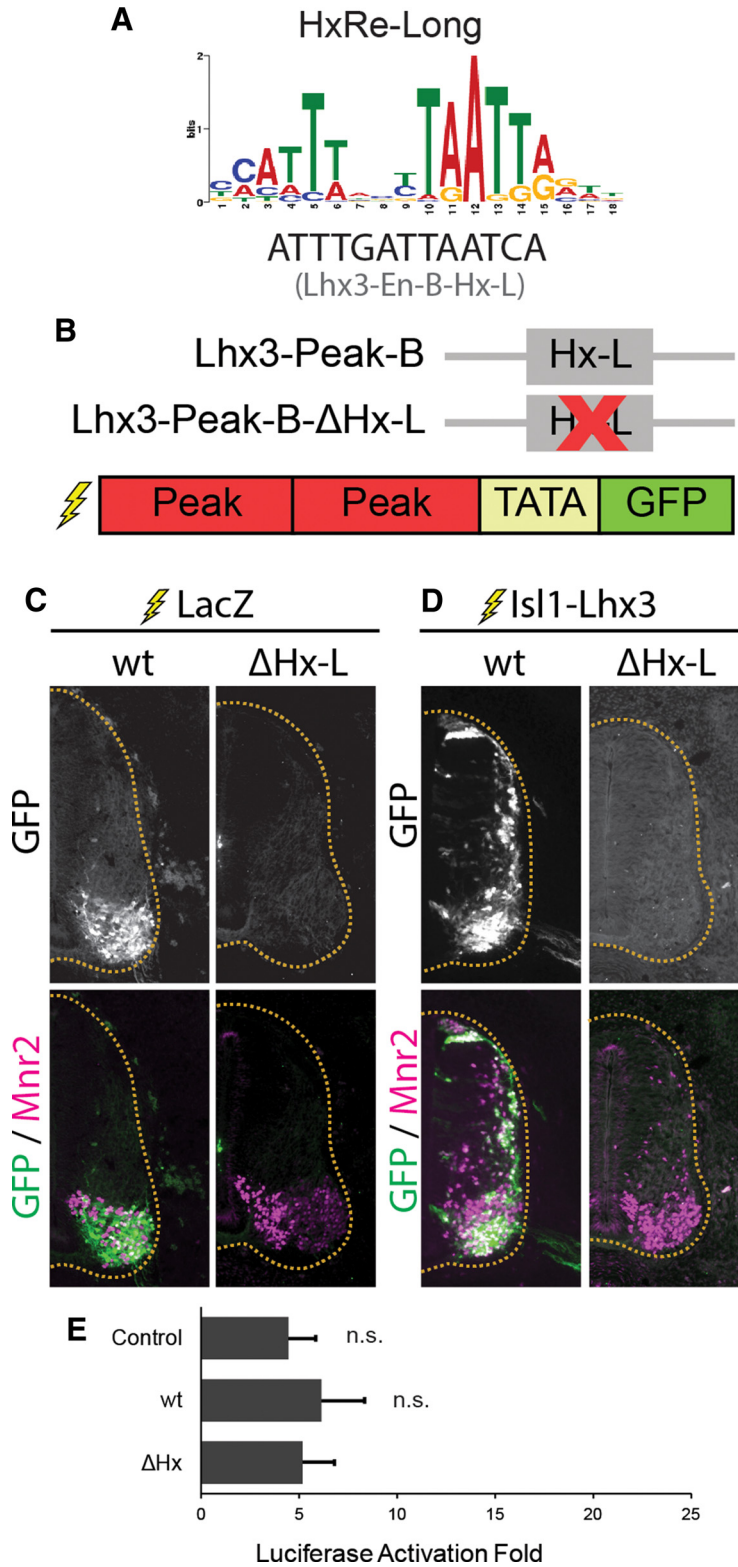 A
HxRe-Long
2
bits
1
0
1 2 3 4 5 6 7 8 9 10 11 12 13 14 15 16 17 18
ATTTGATTAATCA
(Lhx3-En-B-Hx-L)
B
Lhx3-Peak-B
Hx-L
Lhx3-Peak-B-ΔHx-L
Peak Peak TATA GFP
C
LacZ
D
Isl1-Lhx3
wt ΔHx-L wt ΔHx-L
GFP
GFP
GFP / Mnr2
GFP / Mnr2
E
Control n.s.
wt n.s.
ΔHx
0 5 10 15 20 25
Luciferase Activation Fold